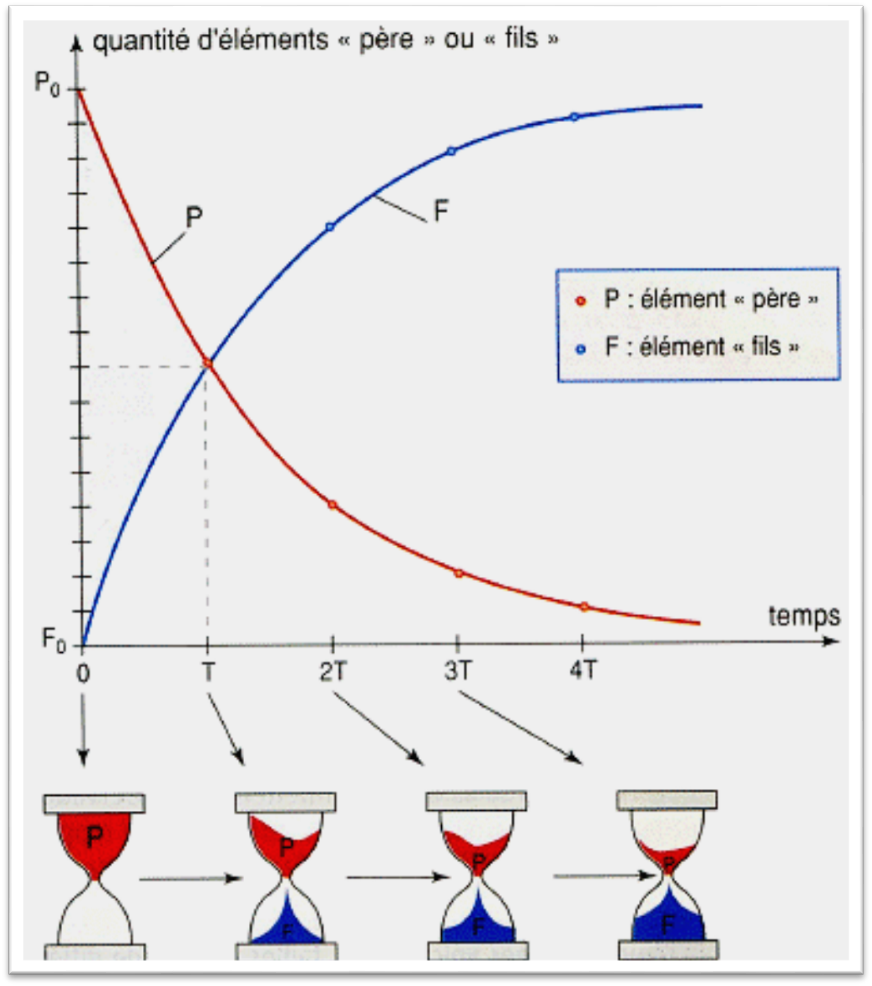 quantité d'éléments « père » ou « fils »
P₀
P
F
P : élément « père »
F : élément « fils »
temps
F₀
0 T 2T 3T 4T
P P P P
F F F